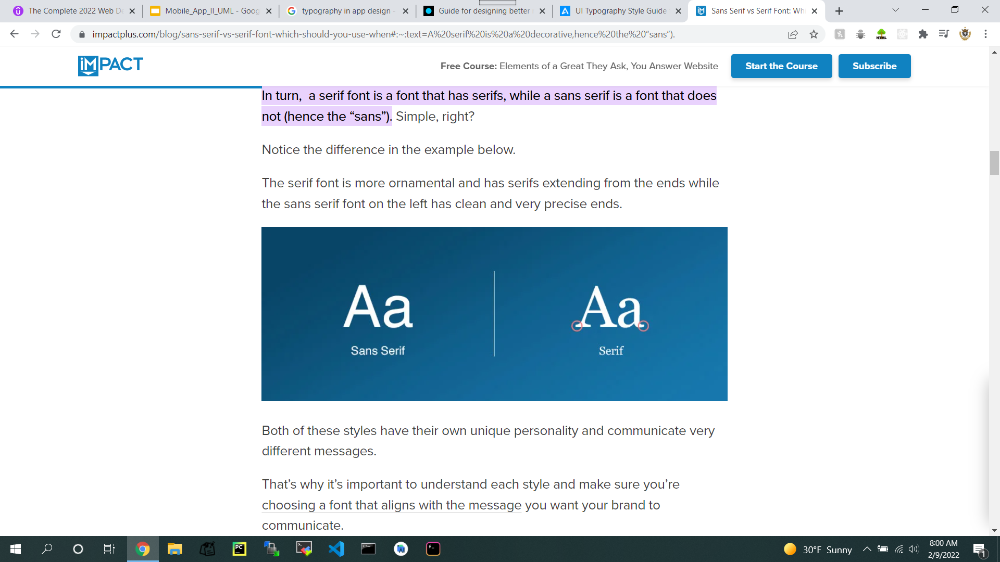 The Complete 2022 Web De
Mobile_App_II_UML - Goog
typography in app design -
Guide for designing better
UI Typography Style Guide
Sans Serif vs Serif Font: Wh
impactplus.com/blog/sans-serif-vs-serif-font-which-should-you-use-when#:~:text=A%20serif%20is%20a%20decorative,hence%20the%20“sans”).
HTML
iMPACT
Free Course: Elements of a Great They Ask, You Answer Website
Start the Course
Subscribe
In turn,  a serif font is a font that has serifs, while a sans serif is a font that does
not (hence the “sans”). Simple, right?
Notice the difference in the example below.
The serif font is more ornamental and has serifs extending from the ends while
the sans serif font on the left has clean and very precise ends.
Aa
Sans Serif
Aa
Serif
Both of these styles have their own unique personality and communicate very
different messages.
That’s why it’s important to understand each style and make sure you’re
choosing a font that aligns with the message you want your brand to
communicate.
PC
30°F Sunny
8:00 AM
2/9/2022
1